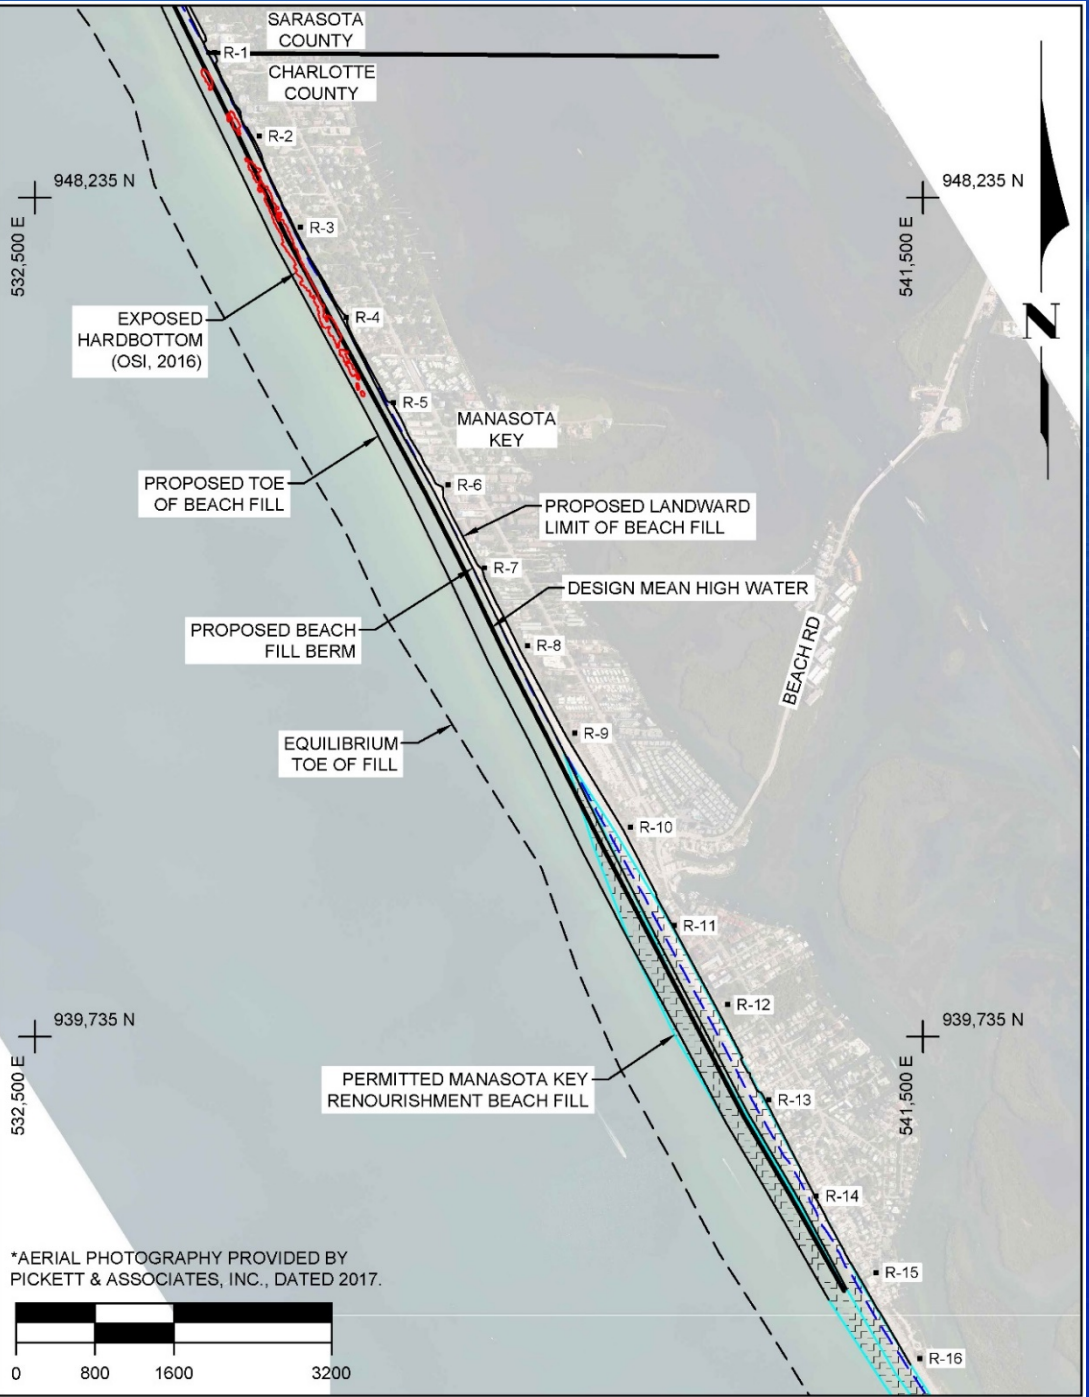 SARASOTA
COUNTY
R-1
CHARLOTTE
COUNTY
R-2
948,235 N
948,235 N
532,500 E
541,500 E
R-3
N
EXPOSED
HARDBOTTOM
(OSI, 2016)
R-4
R-5
MANASOTA
KEY
PROPOSED TOE
OF BEACH FILL
R-6
PROPOSED LANDWARD
LIMIT OF BEACH FILL
R-7
DESIGN MEAN HIGH WATER
PROPOSED BEACH
FILL BERM
R-8
BEACH RD
EQUILIBRIUM
TOE OF FILL
R-9
R-10
R-11
R-12
939,735 N
939,735 N
532,500 E
541,500 E
PERMITTED MANASOTA KEY
RENOURISHMENT BEACH FILL
R-13
R-14
R-15
*AERIAL PHOTOGRAPHY PROVIDED BY
PICKETT & ASSOCIATES, INC., DATED 2017.
R-16
0 800 1600 3200